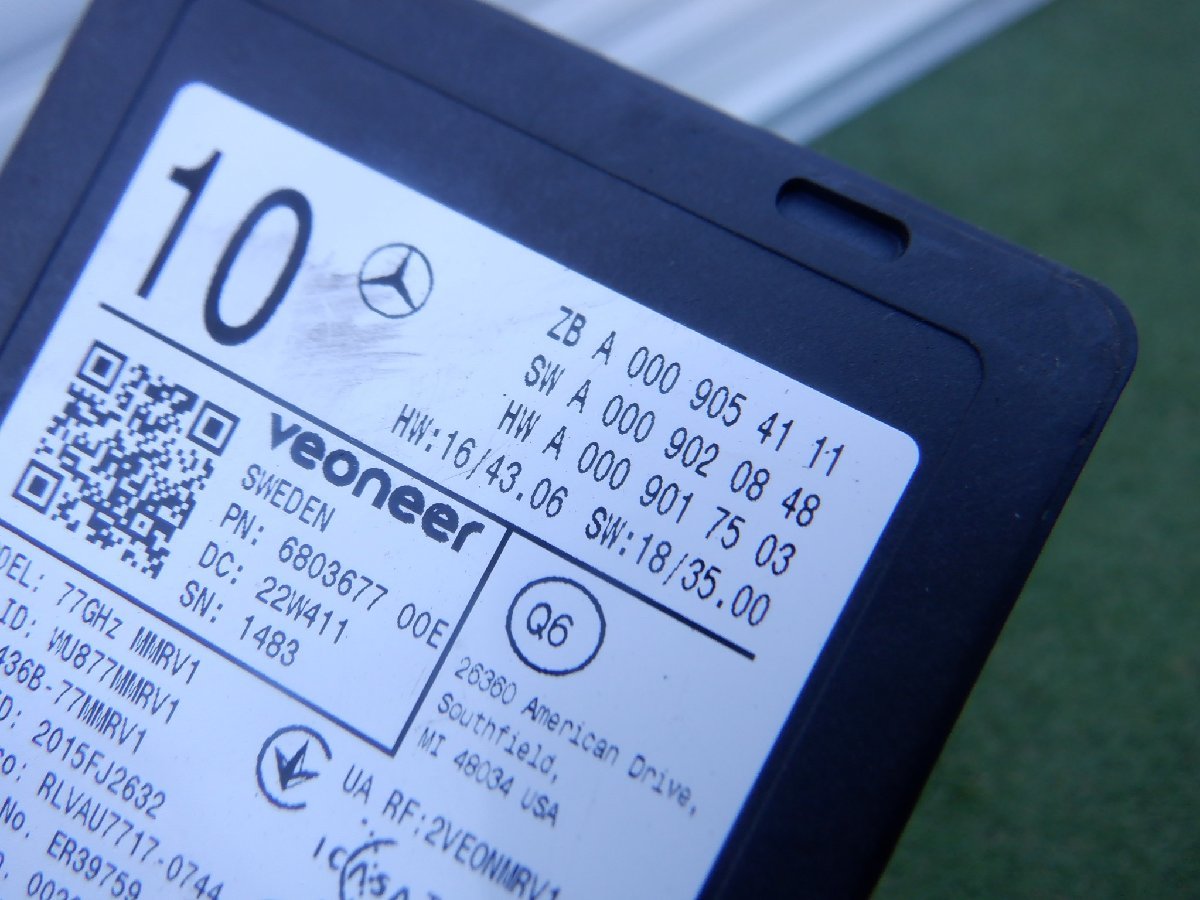 10
ZB A 000 905 41 11
SW A 000 902 08 48
HW A 000 901 75 03
HW:16/43.06 SW:18/35.00
veoneer
SWEDEN
PN: 6803677 00E
DC: 22W411
SN: 1483
Q6
26360 American Drive,
Southfield,
MI 48034 USA
DEL: 77GHz MMRV1
ID: WU877MMRV1
436B-77MMRV1
D: 2015FJ2632
co: RLVAU7717-0744
No. ER39759
UA RF:2VEONMRV1
ICASA